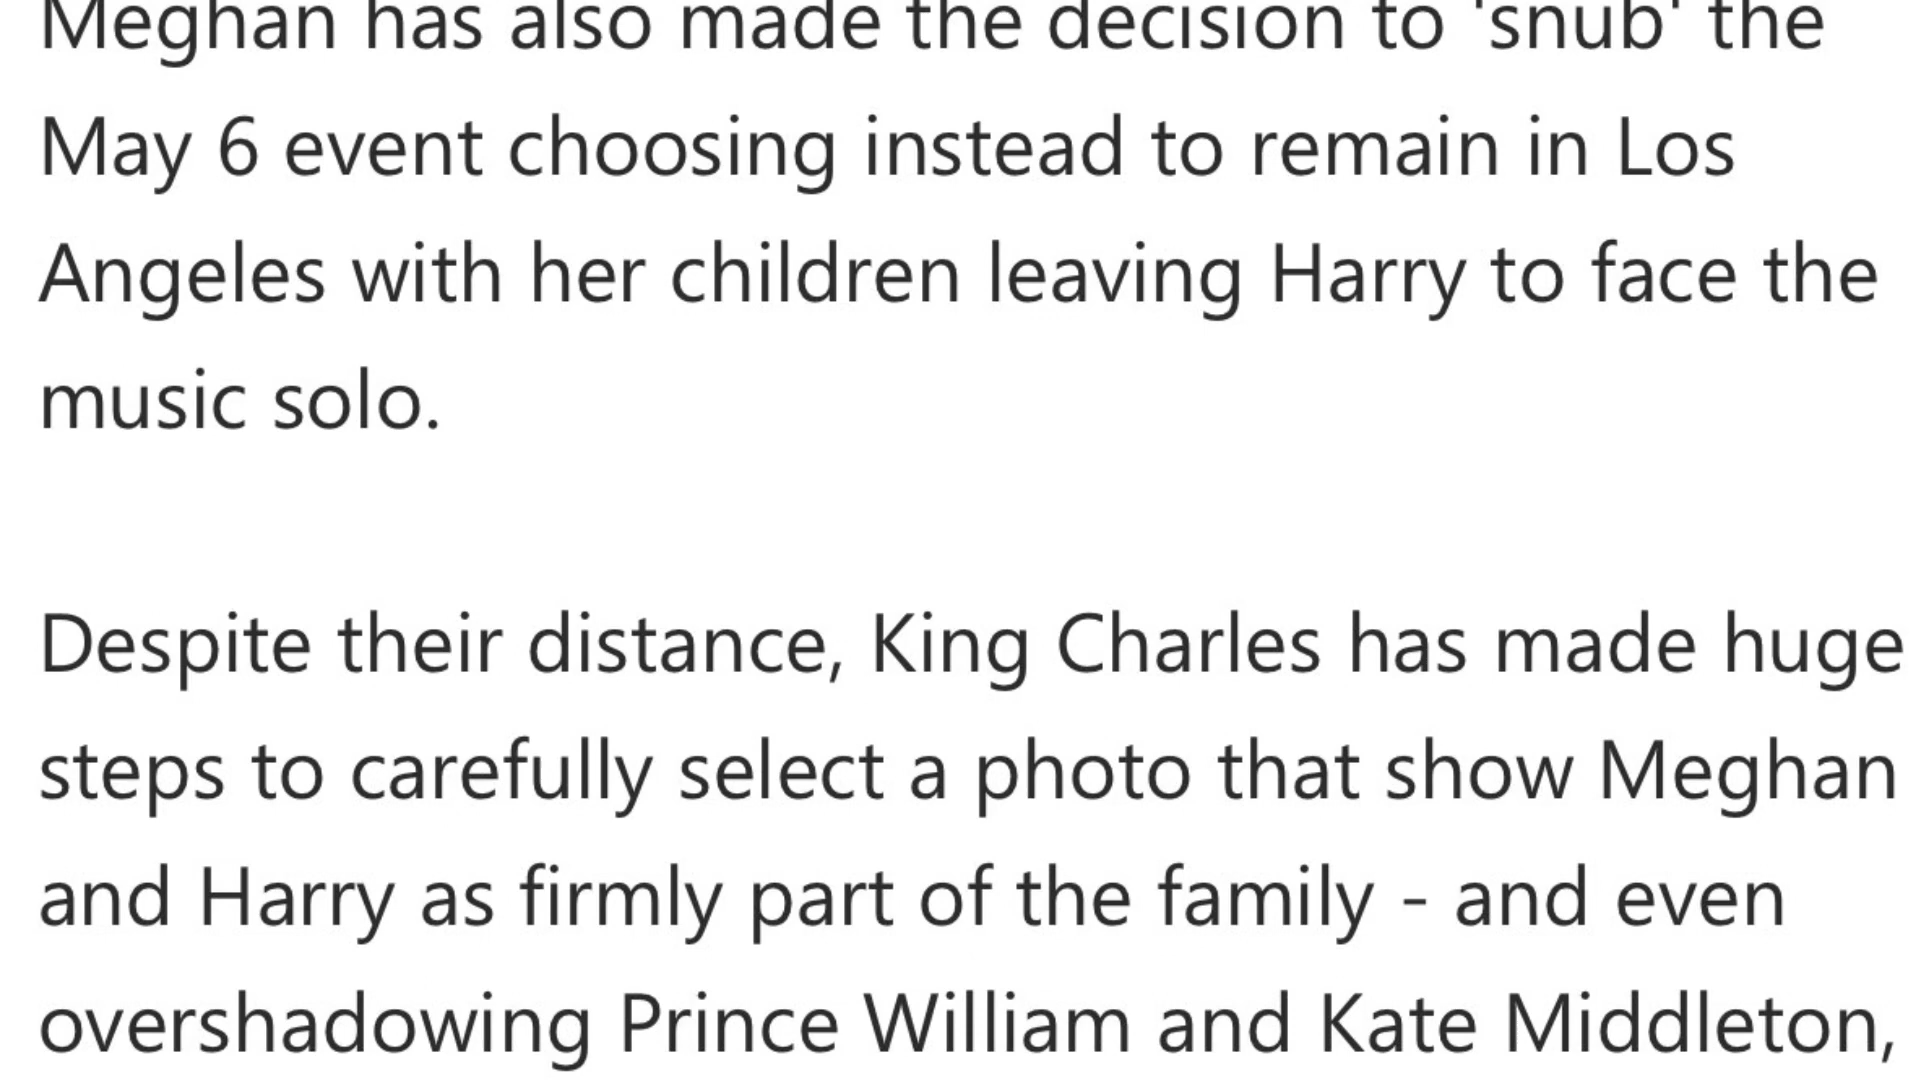 Meghan has also made the decision to 'snub' the
May 6 event choosing instead to remain in Los
Angeles with her children leaving Harry to face the
music solo.
Despite their distance, King Charles has made huge
steps to carefully select a photo that show Meghan
and Harry as firmly part of the family - and even
overshadowing Prince William and Kate Middleton,